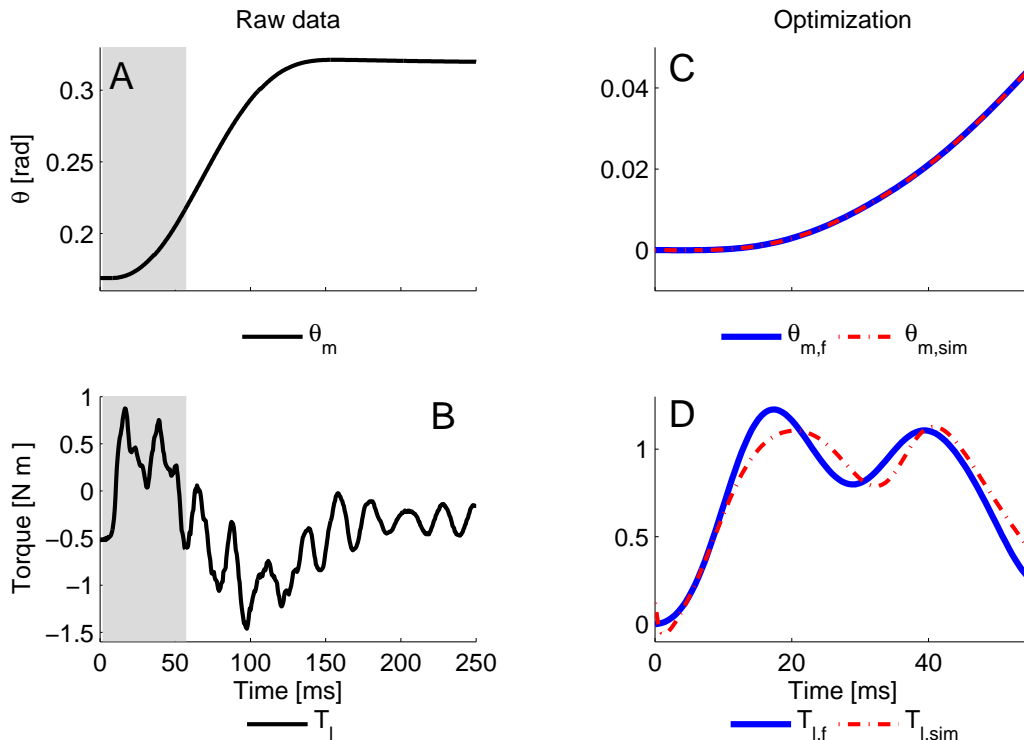 Raw data
Optimization
A
0.3
0.25
0.2
θ [rad]
θm
C
0.04
0.02
0
θm,f θm,sim
B
1
0.5
0
−0.5
−1
−1.5
Torque [N m ]
0 50 100 150 200 250
Time [ms]
Tl
D
1
0.5
0
0 20 40
Time [ms]
Tl,f Tl,sim